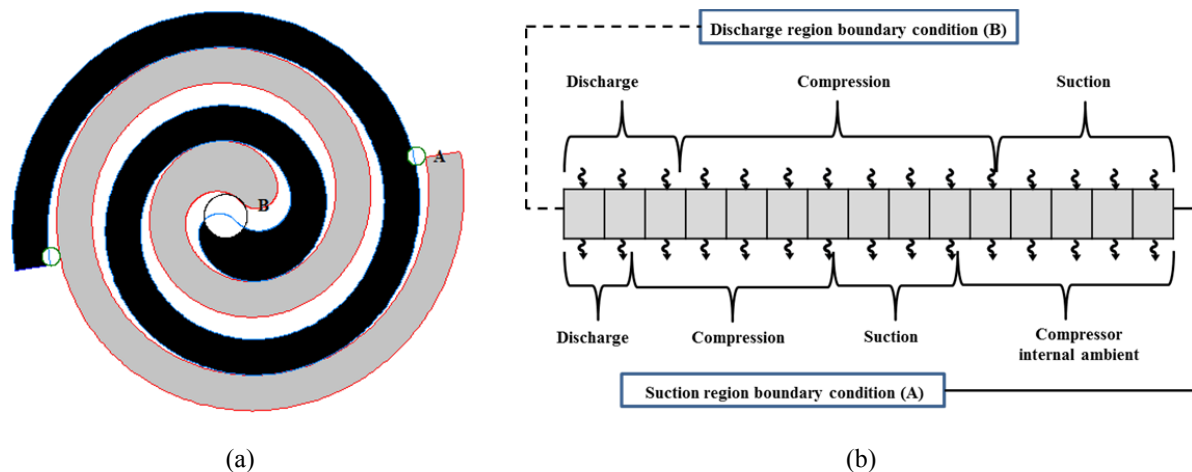 A
B
(a)
Discharge region boundary condition (B)
Discharge
Compression
Suction
Discharge
Compression
Suction
Compressor
internal ambient
Suction region boundary condition (A)
(b)